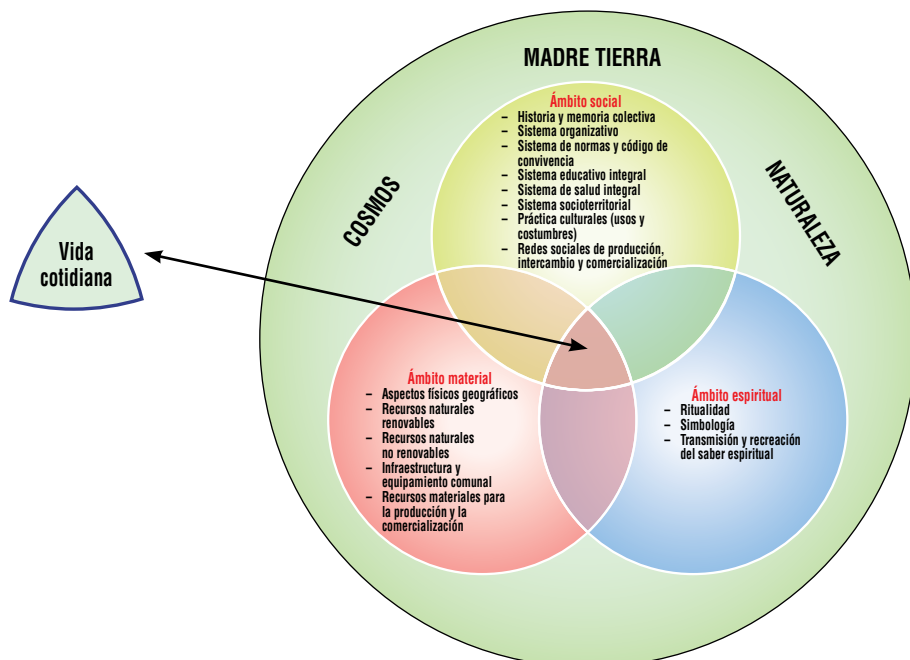 MADRE TIERRA
COSMOS
NATURALEZA
Ámbito social
– Historia y memoria colectiva
– Sistema organizativo
– Sistema de normas y código de
convivencia
– Sistema educativo integral
– Sistema de salud integral
– Sistema socioterritorial
– Práctica culturales (usos y
costumbres)
– Redes sociales de producción,
intercambio y comercialización
Vida
cotidiana
Ámbito material
– Aspectos físicos geográficos
– Recursos naturales
renovables
– Recursos naturales
no renovables
– Infraestructura y
equipamiento comunal
– Recursos materiales para
la producción y la
comercialización
Ámbito espiritual
– Ritualidad
– Simbología
– Transmisión y recreación
del saber espiritual